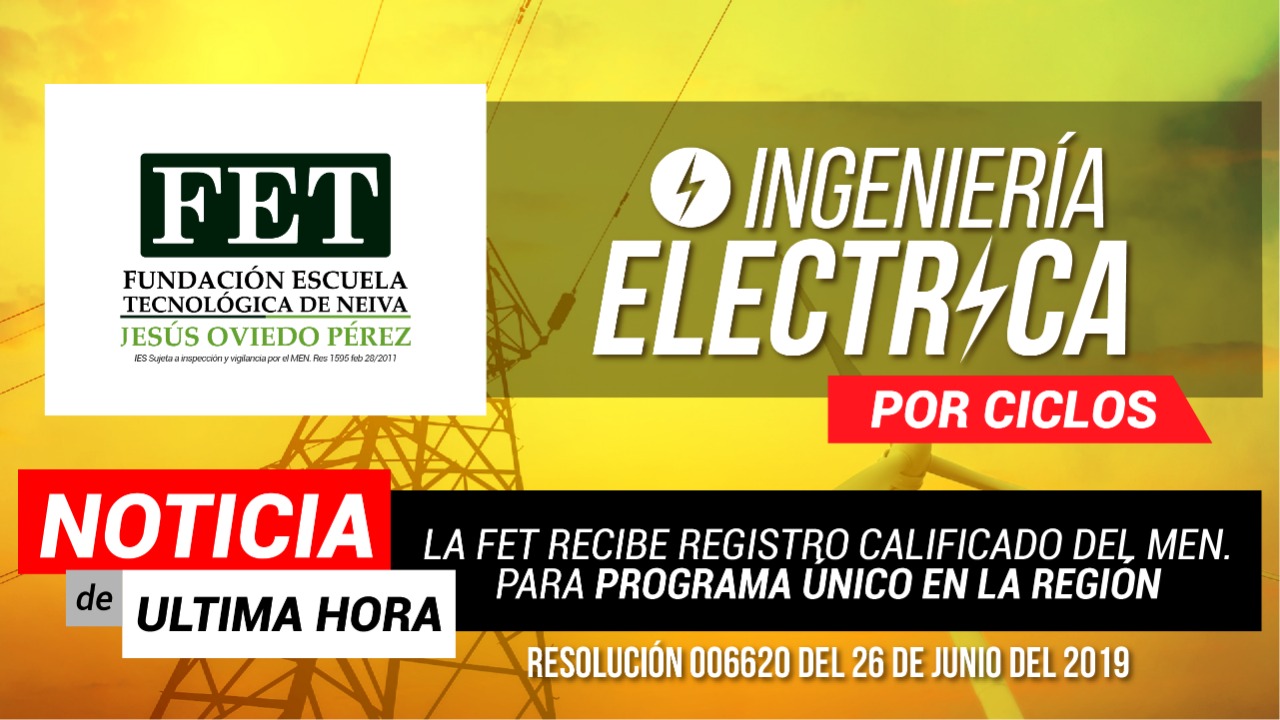 FET
FUNDACIÓN ESCUELA
TECNOLÓGICA DE NEIVA
JESÚS OVIEDO PÉREZ
IES Sujeta a inspección y vigilancia por el MEN. Res 1595 feb 28/2011
INGENIERÍA
ELECTRICA
POR CICLOS
NOTICIA
de ULTIMA HORA
LA FET RECIBE REGISTRO CALIFICADO DEL MEN.
PARA PROGRAMA ÚNICO EN LA REGIÓN
RESOLUCIÓN 006620 DEL 26 DE JUNIO DEL 2019